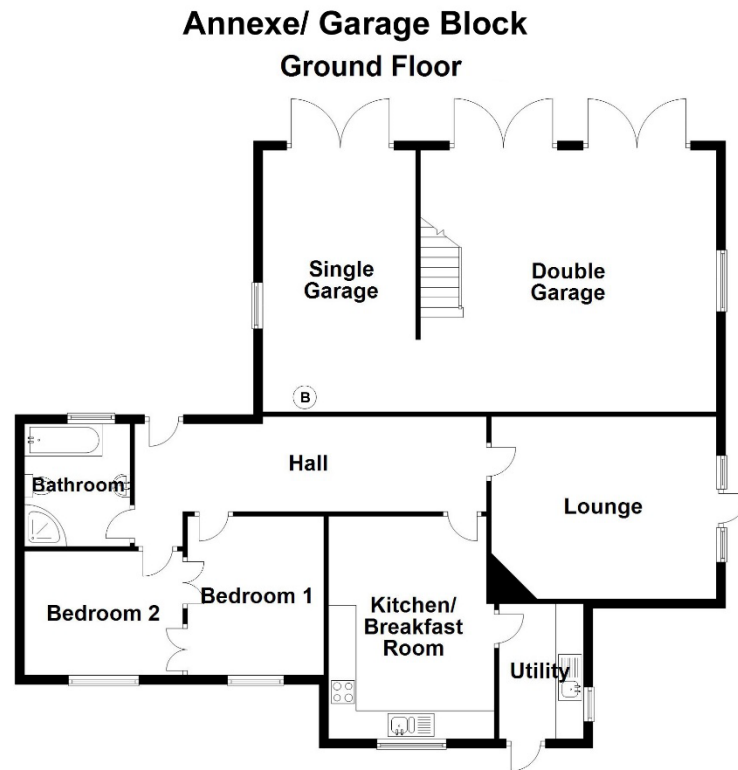 Annexe/ Garage Block
Ground Floor
Single
Garage
Double
Garage
B
Hall
Bathroom
Lounge
Bedroom 2
Bedroom 1
Kitchen/
Breakfast
Room
Utility